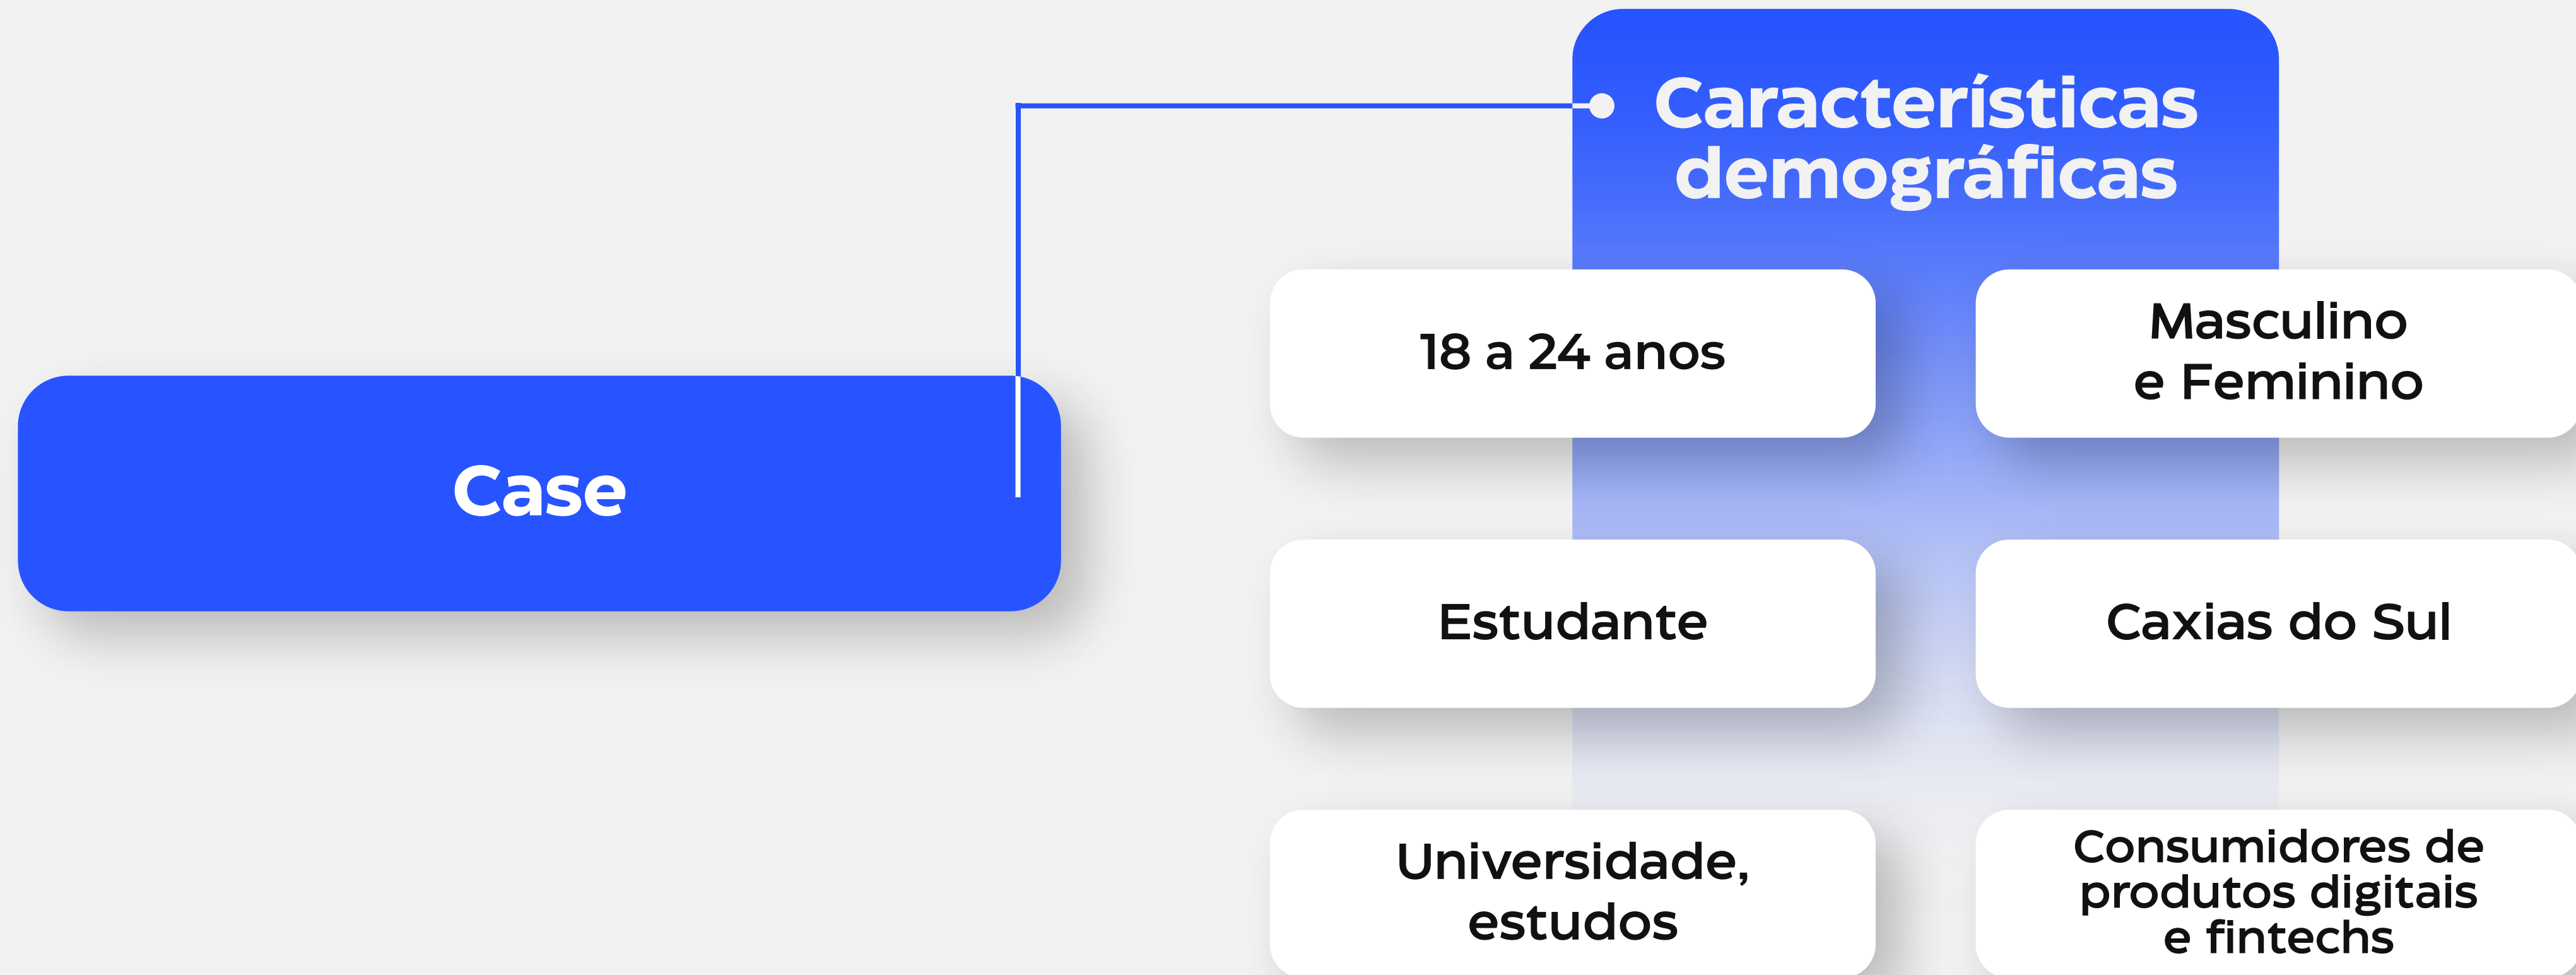 Características
demográficas
18 a 24 anos
Masculino
e Feminino
Case
Estudante
Caxias do Sul
Universidade,
estudos
Consumidores de
produtos digitais
e fintechs